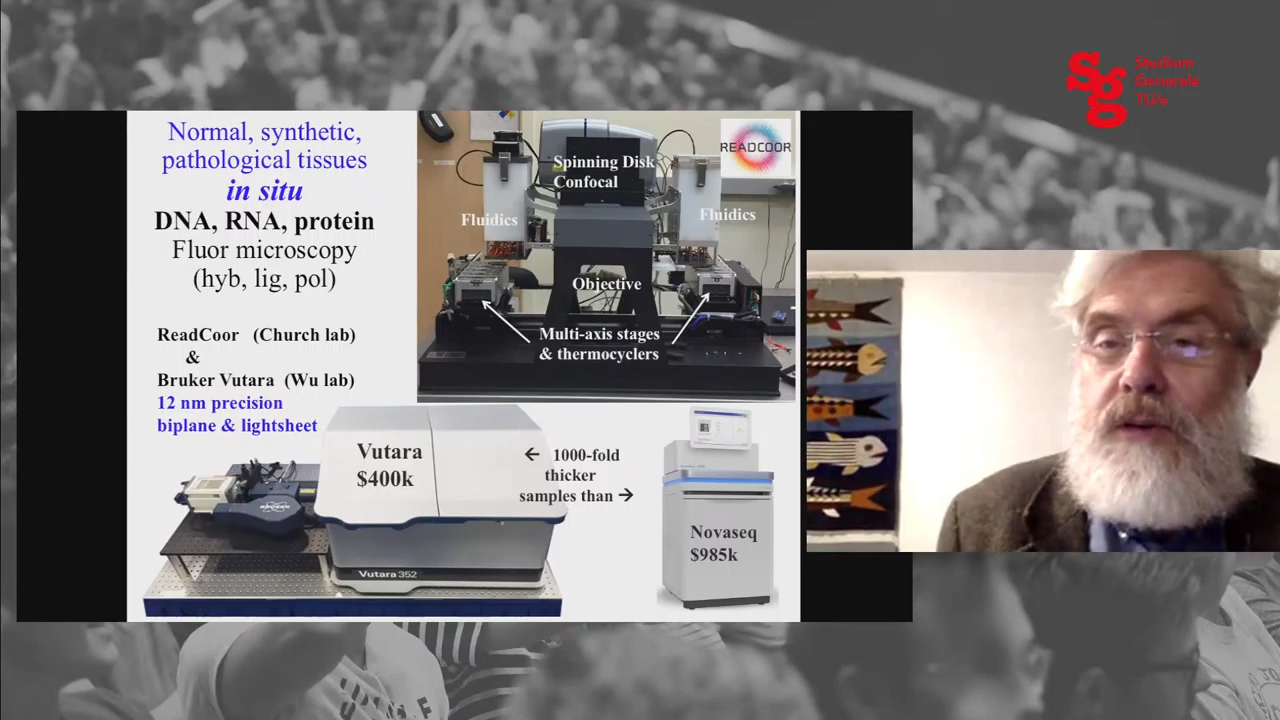 Studium
Generale
TU/e
Sg
Normal, synthetic,
pathological tissues
in situ
DNA, RNA, protein
Fluor microscopy
(hyb, lig, pol)
ReadCoor (Church lab)
&
Bruker Vutara (Wu lab)
12 nm precision
biplane & lightsheet
READCOOR
Spinning Disk
Confocal
Fluidics
Fluidics
Objective
Multi-axis stages
& thermocyclers
Vutara
$400k
← 1000-fold
thicker
samples than →
Novaseq
$985k
BRUKER
Vutara 352